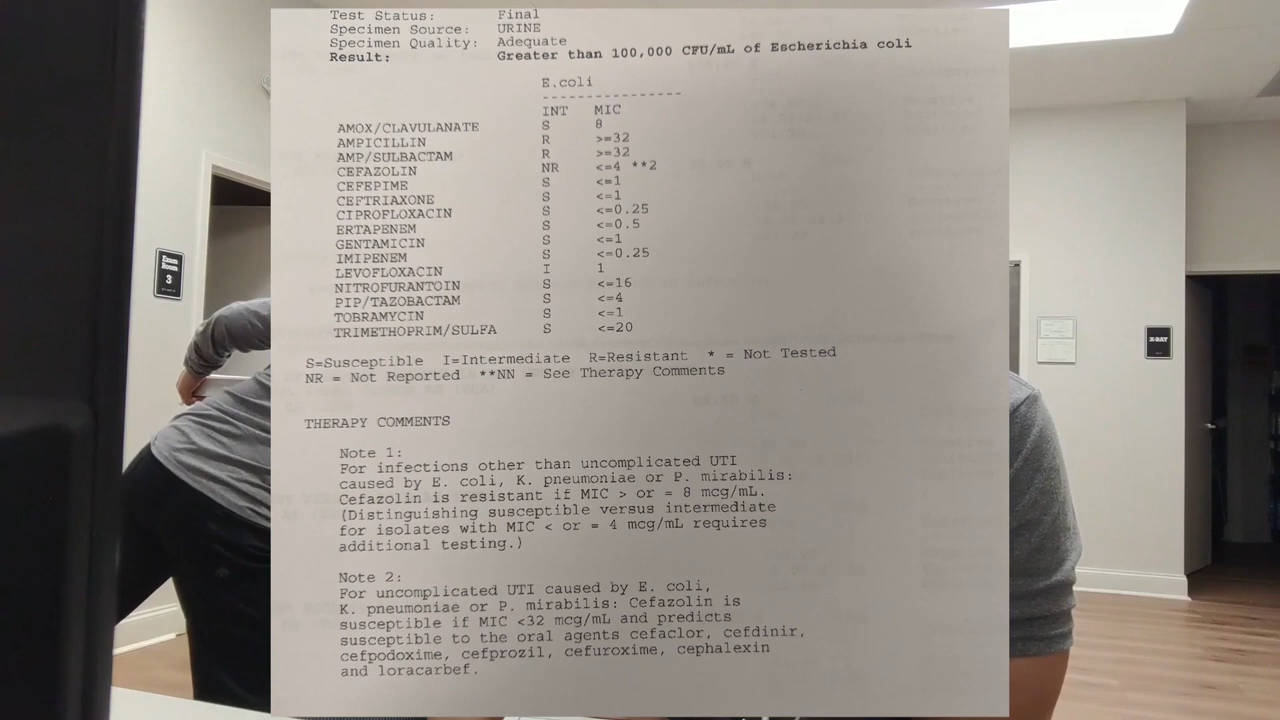 Test Status: Final
Specimen Source: URINE
Specimen Quality: Adequate
Result: Greater than 100,000 CFU/mL of Escherichia coli
E.coli
----------------
INT MIC
AMOX/CLAVULANATE S 8
AMPICILLIN R >=32
AMP/SULBACTAM R >=32
CEFAZOLIN NR <=4 **2
CEFEPIME S <=1
CEFTRIAXONE S <=1
CIPROFLOXACIN S <=0.25
ERTAPENEM S <=0.5
GENTAMICIN S <=1
IMIPENEM S <=0.25
LEVOFLOXACIN I 1
NITROFURANTOIN S <=16
PIP/TAZOBACTAM S <=4
TOBRAMYCIN S <=1
TRIMETHOPRIM/SULFA S <=20
S=Susceptible I=Intermediate R=Resistant * = Not Tested
NR = Not Reported **NN = See Therapy Comments
THERAPY COMMENTS
Note 1:
For infections other than uncomplicated UTI
caused by E. coli, K. pneumoniae or P. mirabilis:
Cefazolin is resistant if MIC > or = 8 mcg/mL.
(Distinguishing susceptible versus intermediate
for isolates with MIC < or = 4 mcg/mL requires
additional testing.)
Note 2:
For uncomplicated UTI caused by E. coli,
K. pneumoniae or P. mirabilis: Cefazolin is
susceptible if MIC <32 mcg/mL and predicts
susceptible to the oral agents cefaclor, cefdinir,
cefpodoxime, cefprozil, cefuroxime, cephalexin
and loracarbef.
Exam
Room
3
X-RAY